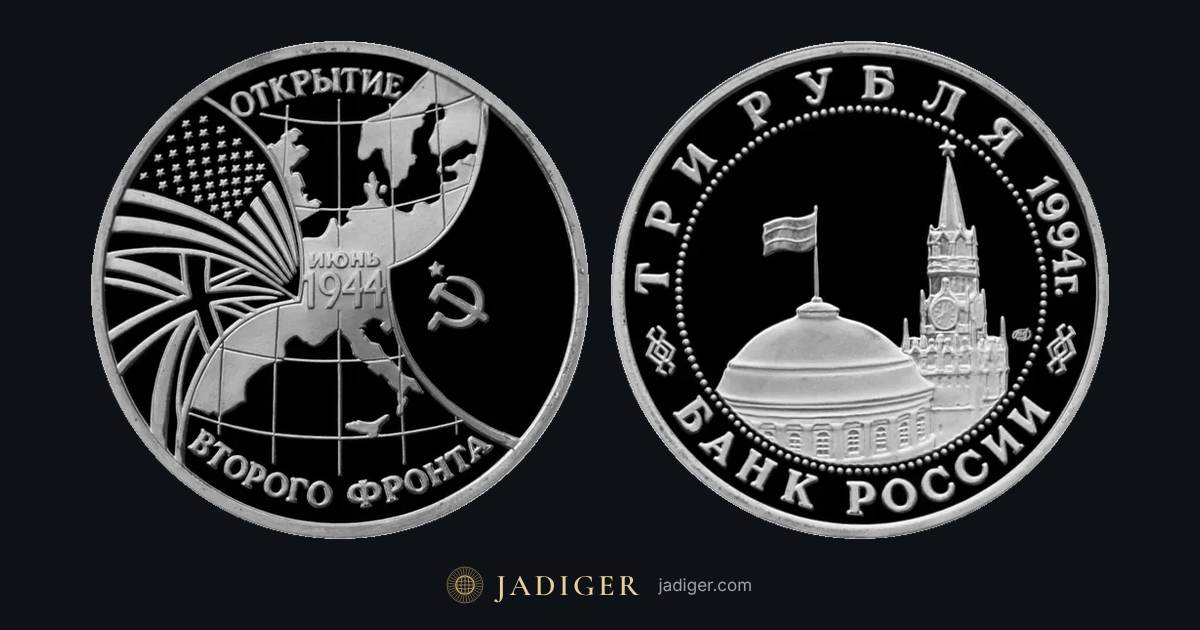 ОТКРЫТИЕ
ИЮНЬ
1944
ВТОРОГО ФРОНТА
ТРИ РУБЛЯ 1994г.
БАНК РОССИИ
JADIGER jadiger.com